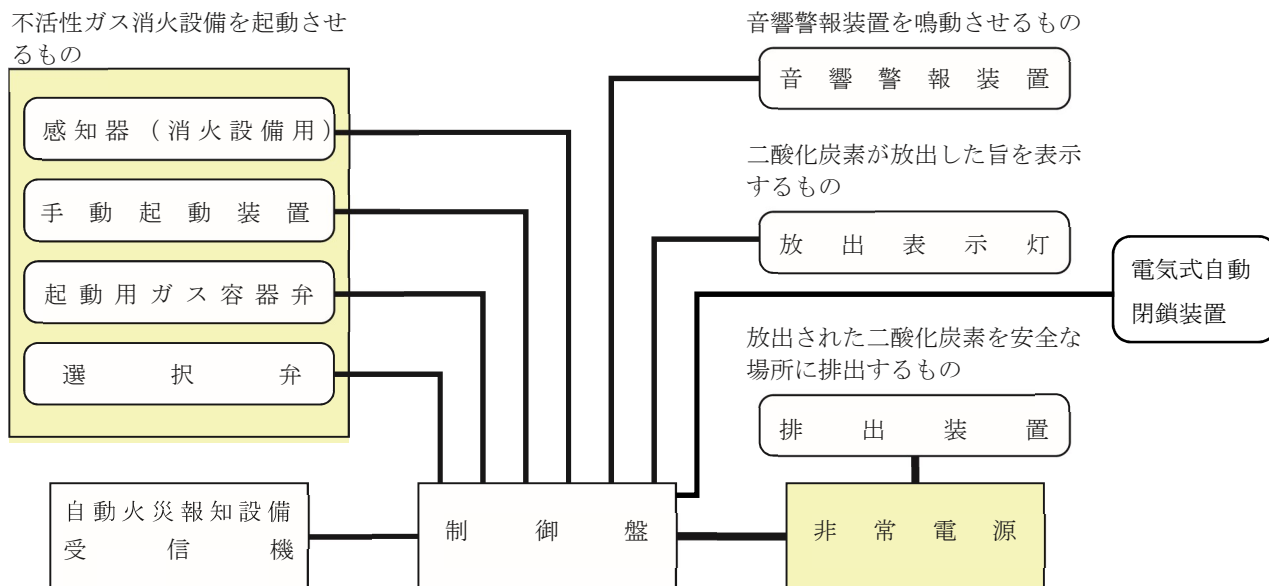 不活性ガス消火設備を起動させ
るもの
感知器（消火設備用）
手動起動装置
起動用ガス容器弁
選択弁
音響警報装置を鳴動させるもの
音響警報装置
二酸化炭素が放出した旨を表示
するもの
放出表示灯
電気式自動
閉鎖装置
放出された二酸化炭素を安全な
場所に排出するもの
排出装置
自動火災報知設備
受信機
制御盤
非常電源